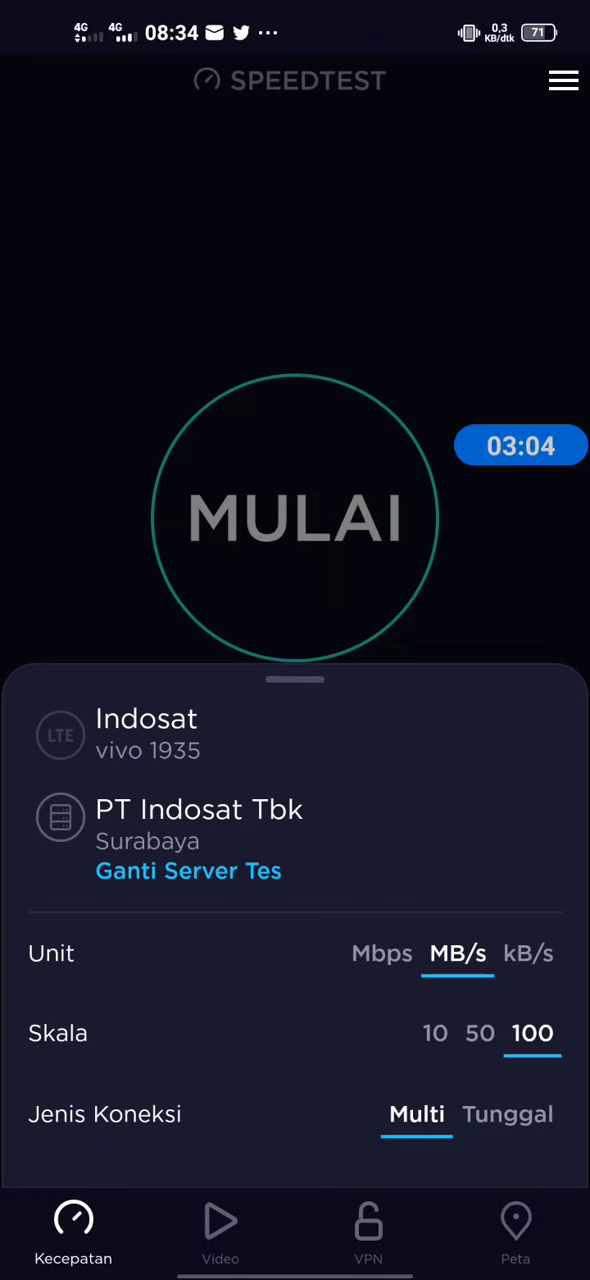 4G 4G 08:34 ... 0,3 KB/dtk 71
SPEEDTEST
MULAI
03:04
LTE Indosat
vivo 1935
PT Indosat Tbk
Surabaya
Ganti Server Tes
Unit Mbps MB/s kB/s
Skala 10 50 100
Jenis Koneksi Multi Tunggal
Kecepatan Video VPN Peta